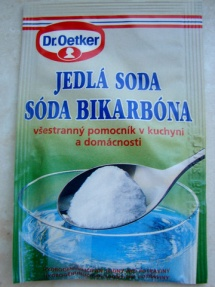 Dr.Oetker
JEDLÁ SODA
SÓDA BIKARBÓNA
všestranný pomocník v kuchyni
a domácnosti